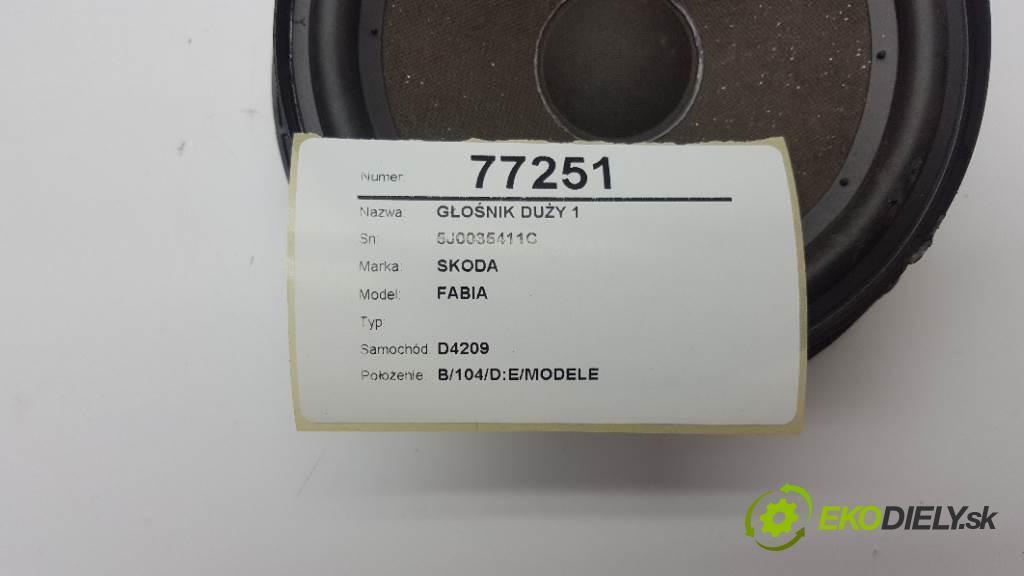 Numer: 77251
Nazwa: GŁOŚNIK DUŻY 1
Sn: 5J0035411C
Marka: SKODA
Model: FABIA
Typ:
Samochód D4209
Położenie: B/104/D:E/MODELE
EKODIELY.sk